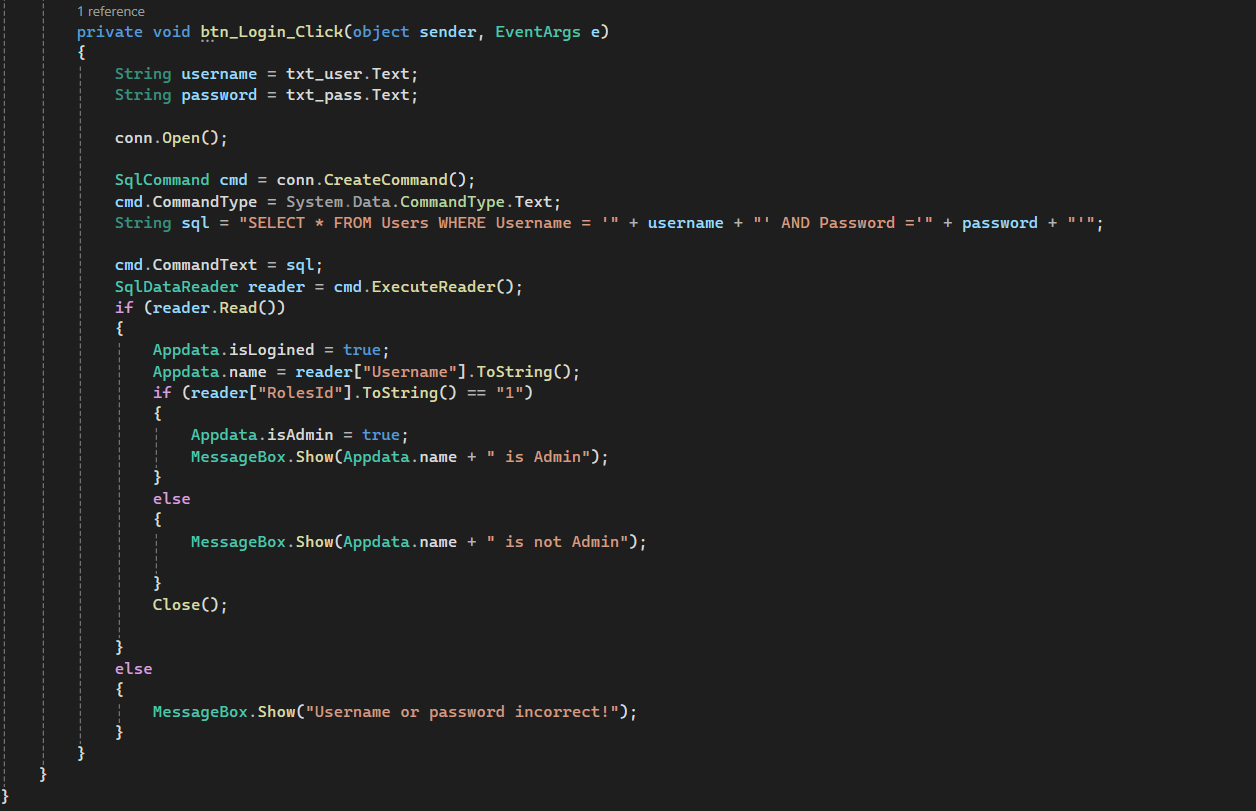 1 reference
private void btn_Login_Click(object sender, EventArgs e)
{
String username = txt_user.Text;
String password = txt_pass.Text;
conn.Open();
SqlCommand cmd = conn.CreateCommand();
cmd.CommandType = System.Data.CommandType.Text;
String sql = "SELECT * FROM Users WHERE Username = '" + username + "' AND Password ='" + password + "'";
cmd.CommandText = sql;
SqlDataReader reader = cmd.ExecuteReader();
if (reader.Read())
{
Appdata.isLogined = true;
Appdata.name = reader["Username"].ToString();
if (reader["RolesId"].ToString() == "1")
{
Appdata.isAdmin = true;
MessageBox.Show(Appdata.name + " is Admin");
}
else
{
MessageBox.Show(Appdata.name + " is not Admin");
}
Close();
}
else
{
MessageBox.Show("Username or password incorrect!");
}
}
}
}